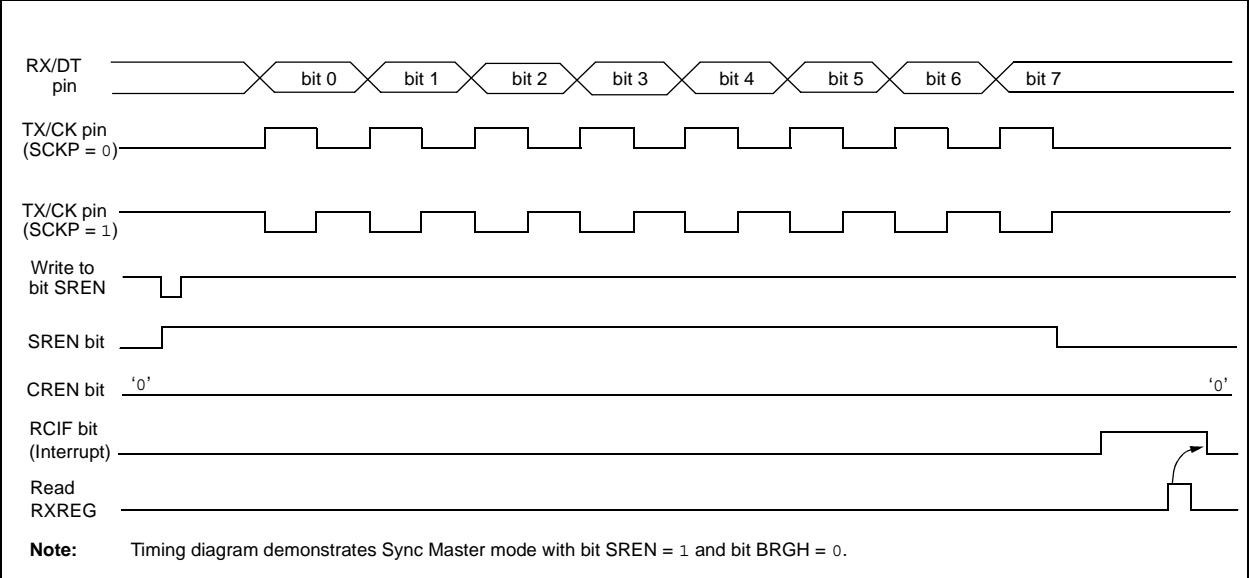 RX/DT
pin
bit 0 bit 1 bit 2 bit 3 bit 4 bit 5 bit 6 bit 7
TX/CK pin
(SCKP = 0)
TX/CK pin
(SCKP = 1)
Write to
bit SREN
SREN bit
CREN bit
‘0’ ‘0’
RCIF bit
(Interrupt)
Read
RXREG
Note: Timing diagram demonstrates Sync Master mode with bit SREN = 1 and bit BRGH = 0.